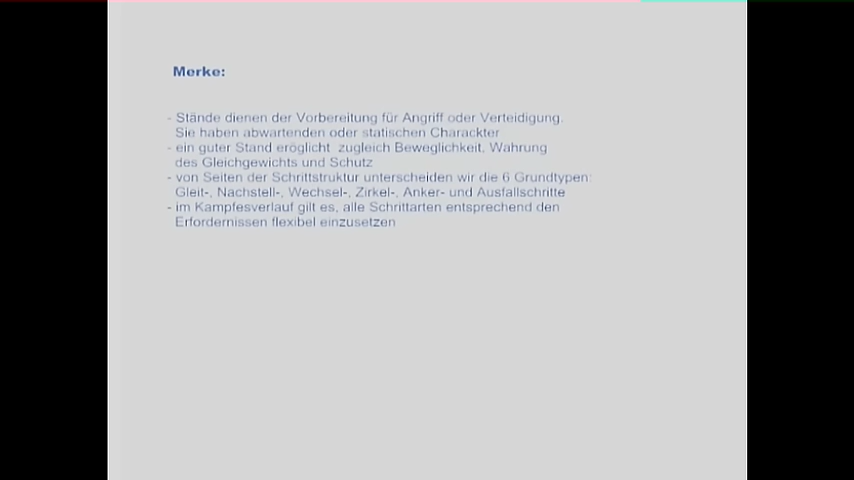 Merke:
- Stände dienen der Vorbereitung für Angriff oder Verteidigung.
Sie haben abwartenden oder statischen Charackter
- ein guter Stand eröglicht zugleich Beweglichkeit, Wahrung
des Gleichgewichts und Schutz
- von Seiten der Schrittstruktur unterscheiden wir die 6 Grundtypen:
Gleit-, Nachstell-, Wechsel-, Zirkel-, Anker- und Ausfallschritte
- im Kampfesverlauf gilt es, alle Schrittarten entsprechend den
Erfordernissen flexibel einzusetzen